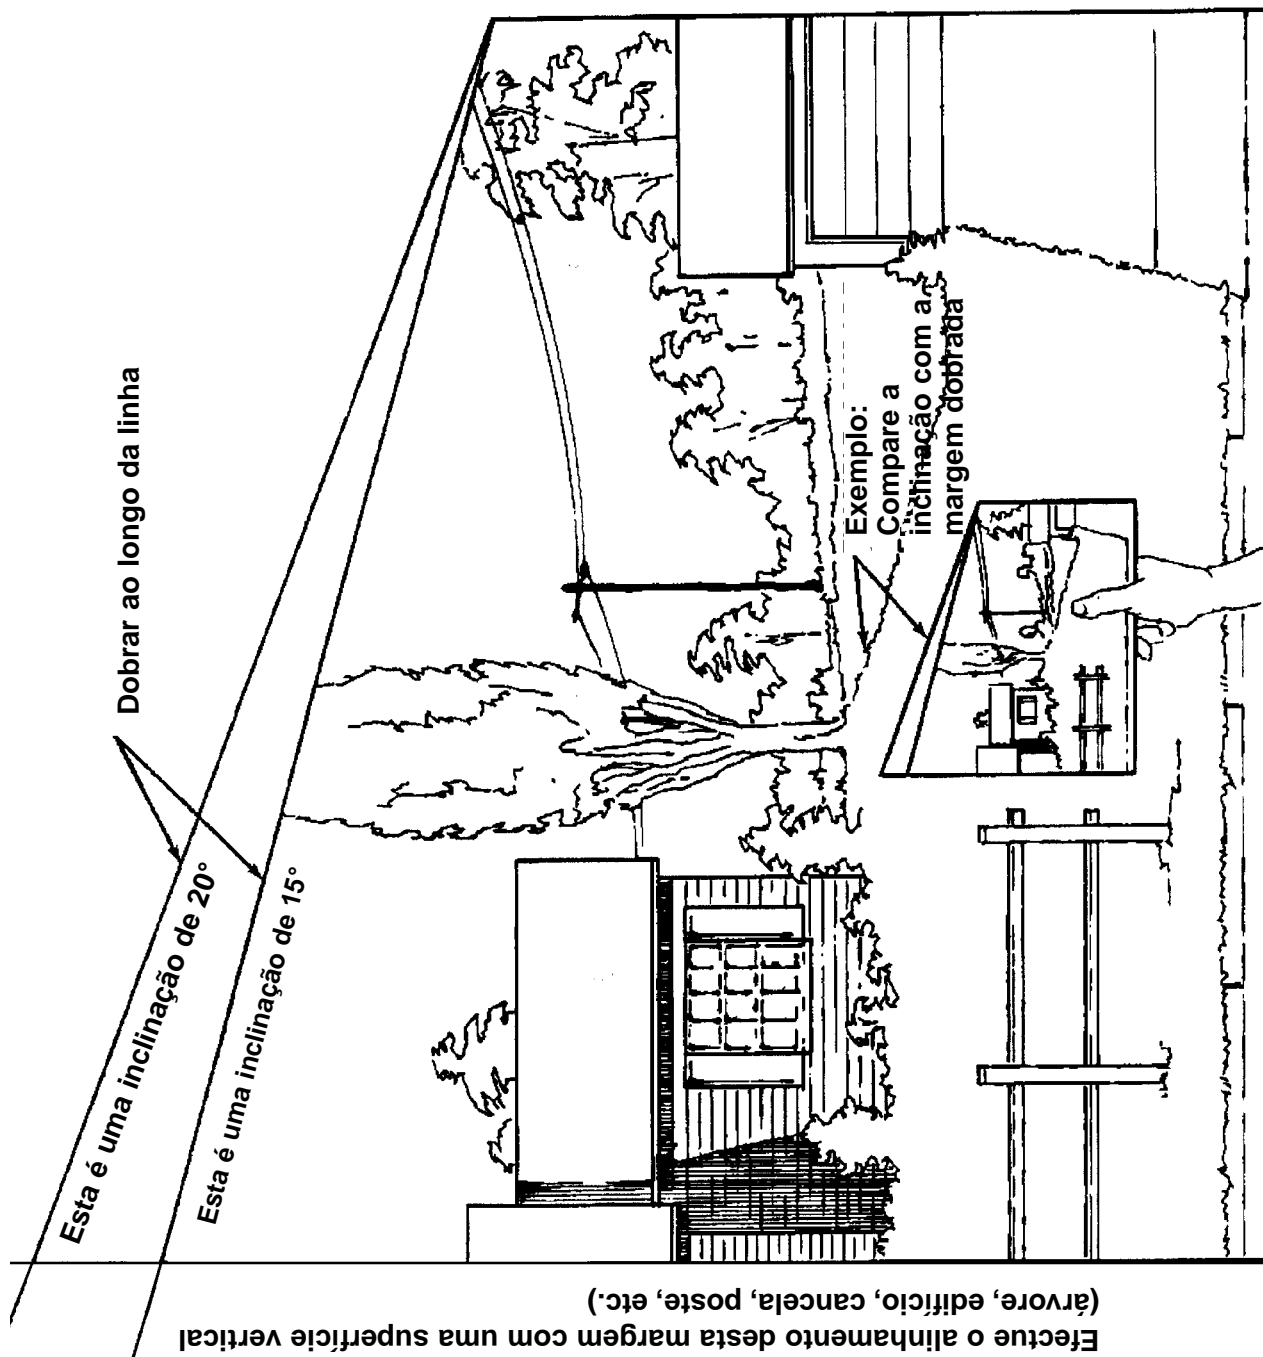 Dobrar ao longo da linha
Esta é uma inclinação de 20°
Esta é uma inclinação de 15°
Exemplo:
Compare a
inclinação com a
margem dobrada
Efectue o alinhamento desta margem com uma superfície vertical
(árvore, edifício, cancela, poste, etc.)